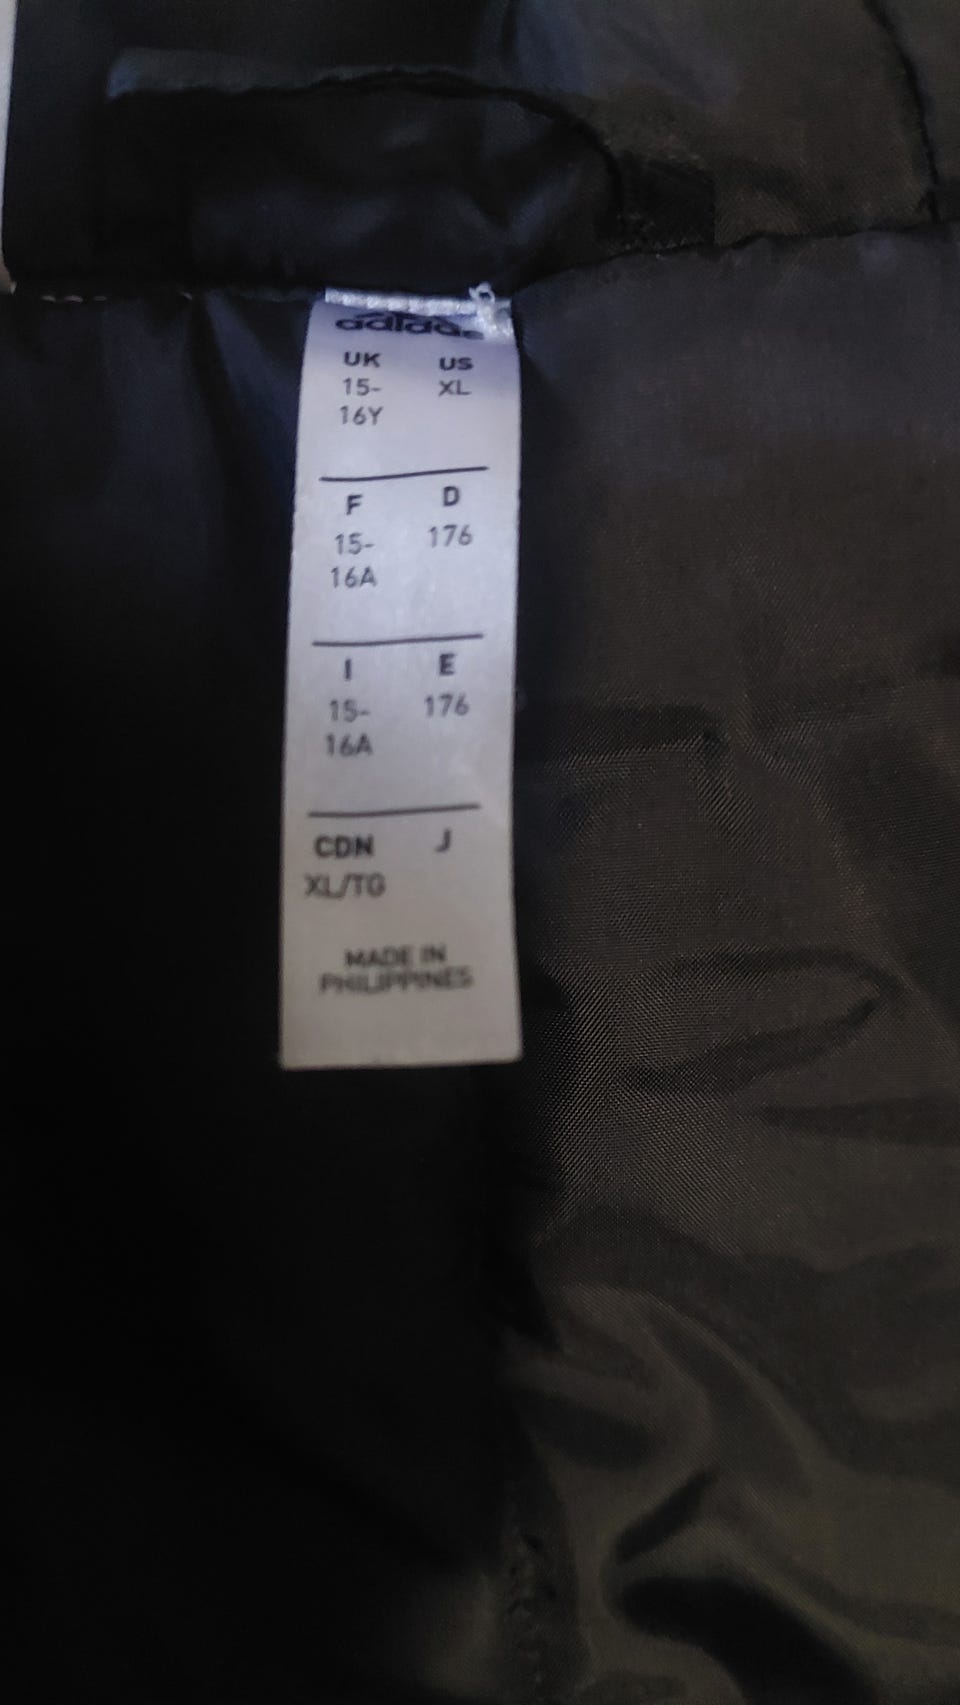 adidas
UK US
15- XL
16Y
F D
15- 176
16A
I E
15- 176
16A
CDN J
XL/TG
MADE IN
PHILIPPINES